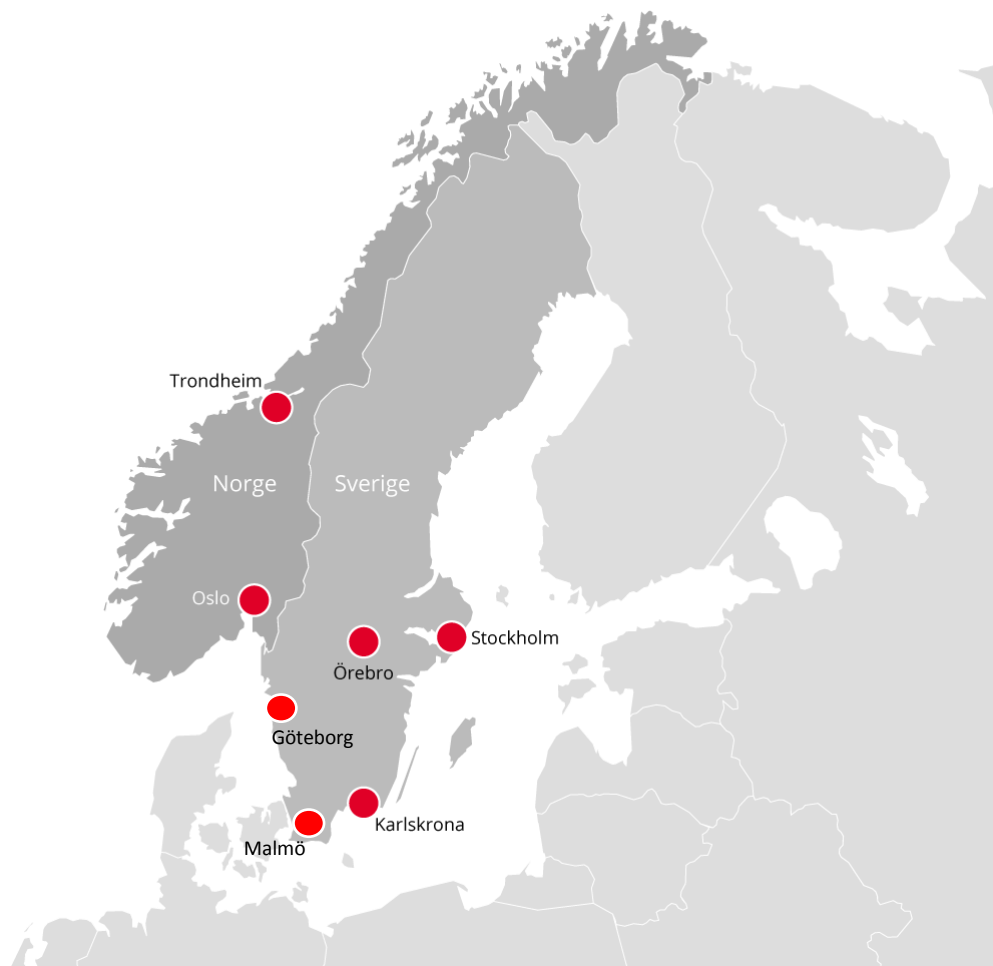 Trondheim
Norge
Sverige
Oslo
Stockholm
Örebro
Göteborg
Karlskrona
Malmö